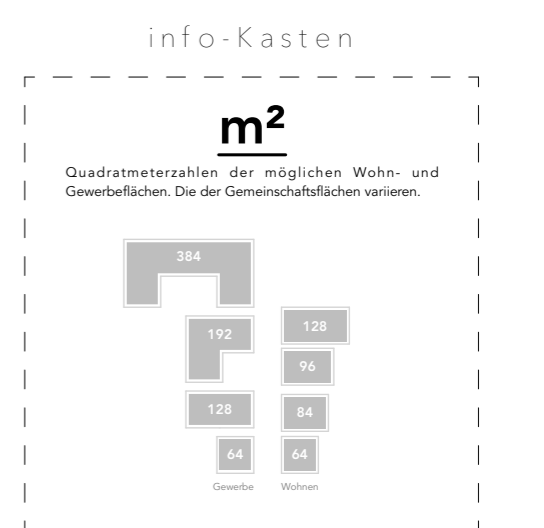 info-Kasten
m²
Quadratmeterzahlen der möglichen Wohn- und
Gewerbeflächen. Die der Gemeinschaftsflächen variieren.
384
192
128
128
96
84
64
64
Gewerbe
Wohnen